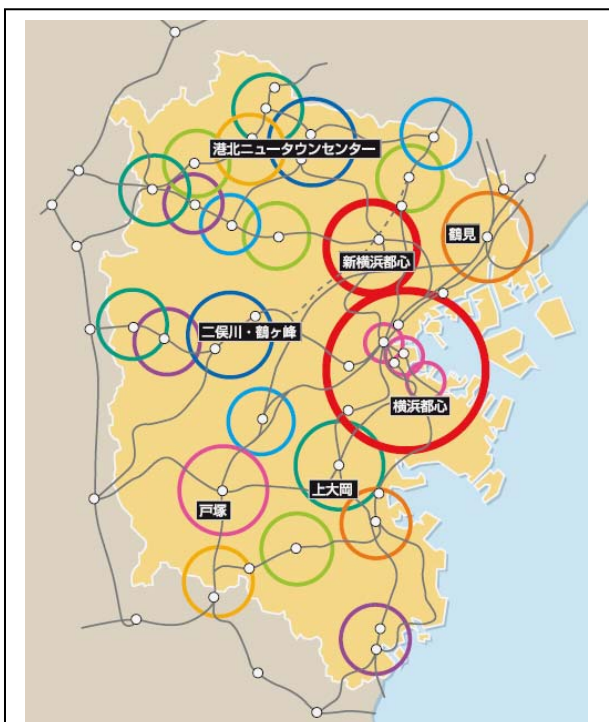 港北ニュータウンセンター
鶴見
新横浜都心
二俣川・鶴ヶ峰
横浜都心
上大岡
戸塚